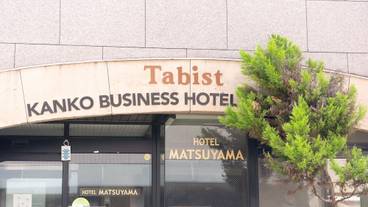 Tabist
KANKO BUSINESS HOTEL
HOTEL
MATSUYAMA
HOTEL MATSUYAMA